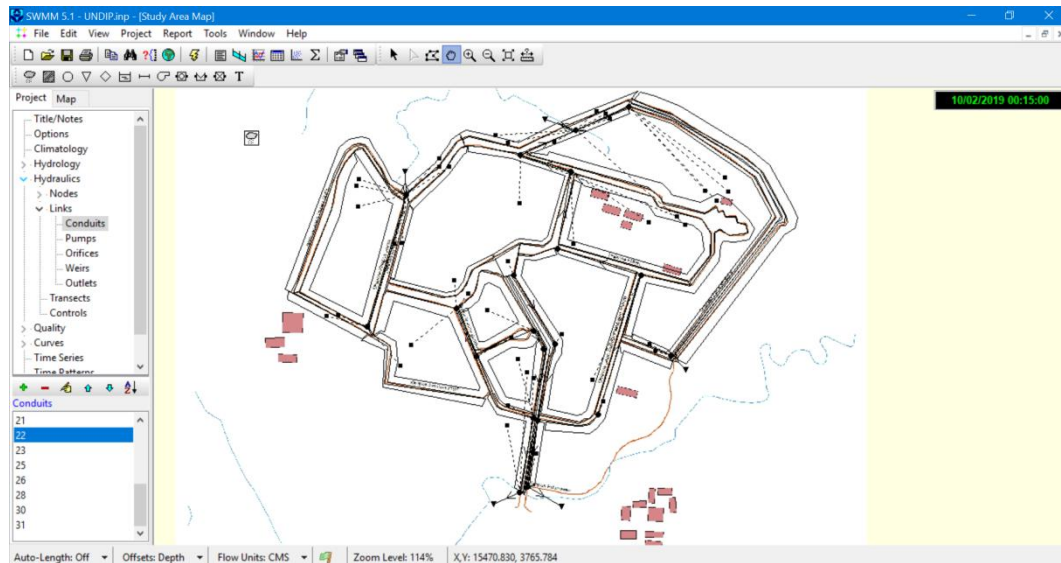 SWMM 5.1 - UNDIP.inp - [Study Area Map]
File Edit View Project Report Tools Window Help
T
Project Map
10/02/2019 00:15:00
Title/Notes
Options
Climatology
Hydrology
Hydraulics
Nodes
Links
Conduits
Pumps
Orifices
Weirs
Outlets
Transects
Controls
Quality
Curves
Time Series
Time Patterns
Conduits
21
22
23
25
26
28
30
31
Auto-Length: Off Offsets: Depth Flow Units: CMS Zoom Level: 114% X,Y: 15470.830, 3765.784